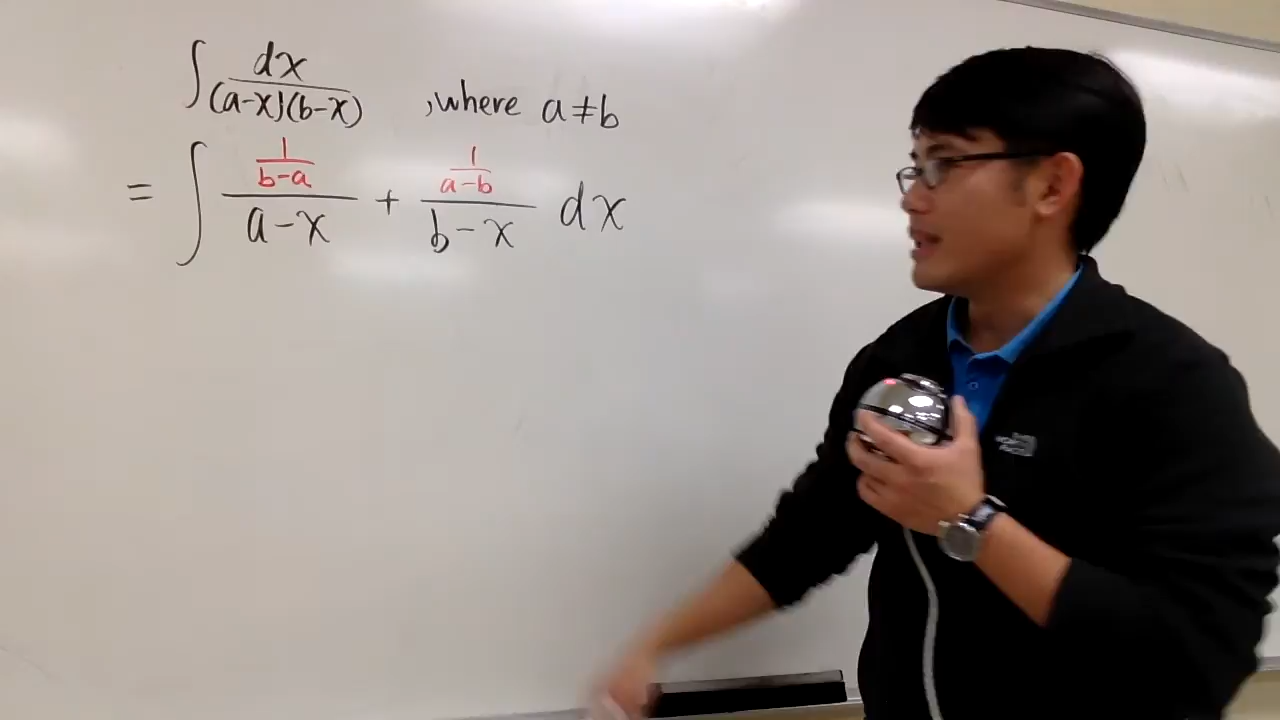 ∫ dx/((a-x)(b-x)) , where a≠b
= ∫ (1/(b-a))/(a-x) + (1/(a-b))/(b-x) dx